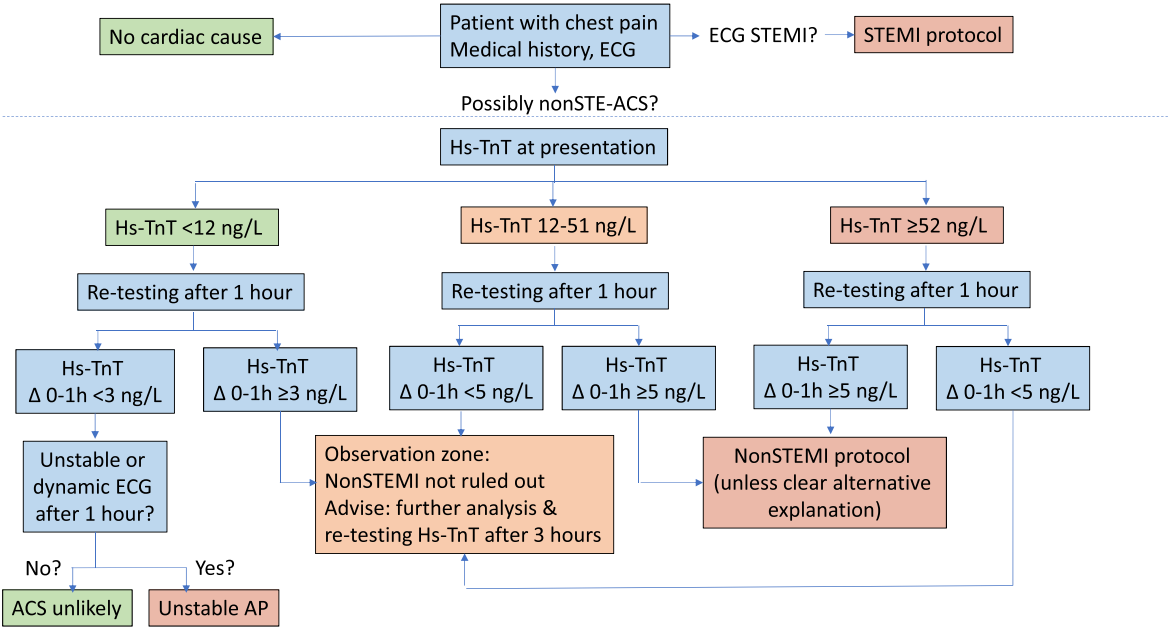 No cardiac cause
Patient with chest pain
Medical history, ECG
ECG STEMI?
STEMI protocol
Possibly nonSTE-ACS?
Hs-TnT at presentation
Hs-TnT <12 ng/L
Hs-TnT 12-51 ng/L
Hs-TnT ≥52 ng/L
Re-testing after 1 hour
Re-testing after 1 hour
Re-testing after 1 hour
Hs-TnT
Δ 0-1h <3 ng/L
Hs-TnT
Δ 0-1h ≥3 ng/L
Hs-TnT
Δ 0-1h <5 ng/L
Hs-TnT
Δ 0-1h ≥5 ng/L
Hs-TnT
Δ 0-1h ≥5 ng/L
Hs-TnT
Δ 0-1h <5 ng/L
Unstable or
dynamic ECG
after 1 hour?
Observation zone:
NonSTEMI not ruled out
Advise: further analysis &
re-testing Hs-TnT after 3 hours
NonSTEMI protocol
(unless clear alternative
explanation)
No?
Yes?
ACS unlikely
Unstable AP